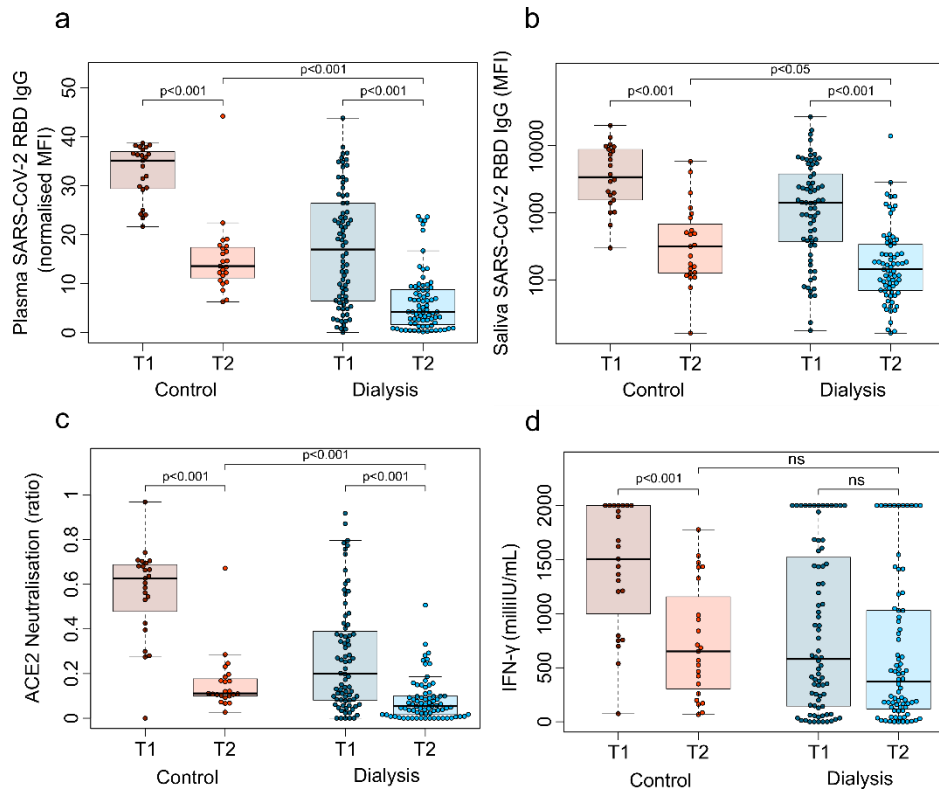 a
Plasma SARS-CoV-2 RBD IgG
(normalised MFI)
50
40
30
20
10
0
p<0.001
p<0.001
p<0.001
T1
T2
T1
T2
Control
Dialysis
b
Saliva SARS-CoV-2 RBD IgG (MFI)
10000
1000
100
p<0.05
p<0.001
p<0.001
T1
T2
T1
T2
Control
Dialysis
c
ACE2 Neutralisation (ratio)
1
0.8
0.6
0.4
0.2
0
p<0.001
p<0.001
p<0.001
T1
T2
T1
T2
Control
Dialysis
d
IFN-γ (milliiU/mL)
2000
1500
1000
500
0
ns
p<0.001
ns
T1
T2
T1
T2
Control
Dialysis